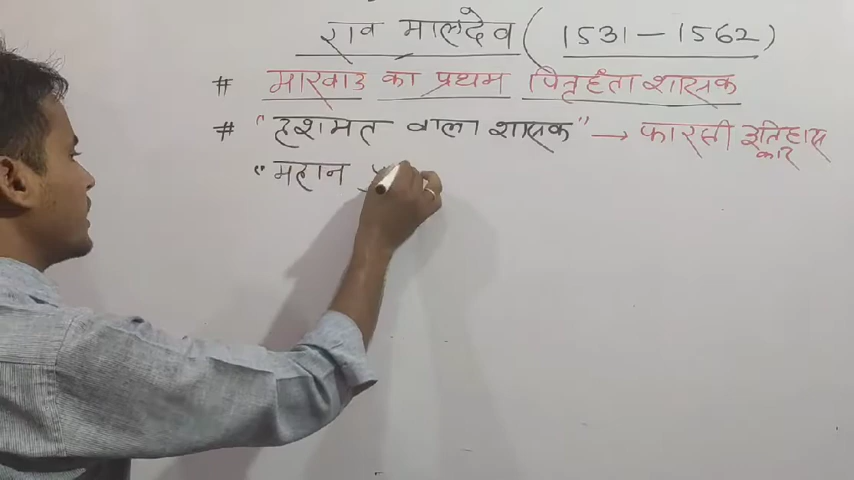 राव मालदेव (1531 - 1562)
# मारवाड का प्रथम पितृहंता शासक
# "हशमत वाला शासक" → फारसी इतिहासकार
"महान